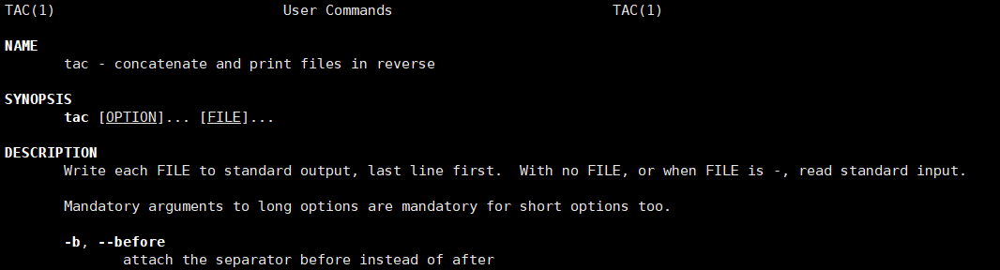 TAC(1) User Commands TAC(1)
NAME
tac - concatenate and print files in reverse
SYNOPSIS
tac [OPTION]... [FILE]...
DESCRIPTION
Write each FILE to standard output, last line first.  With no FILE, or when FILE is -, read standard input.
Mandatory arguments to long options are mandatory for short options too.
-b, --before
attach the separator before instead of after